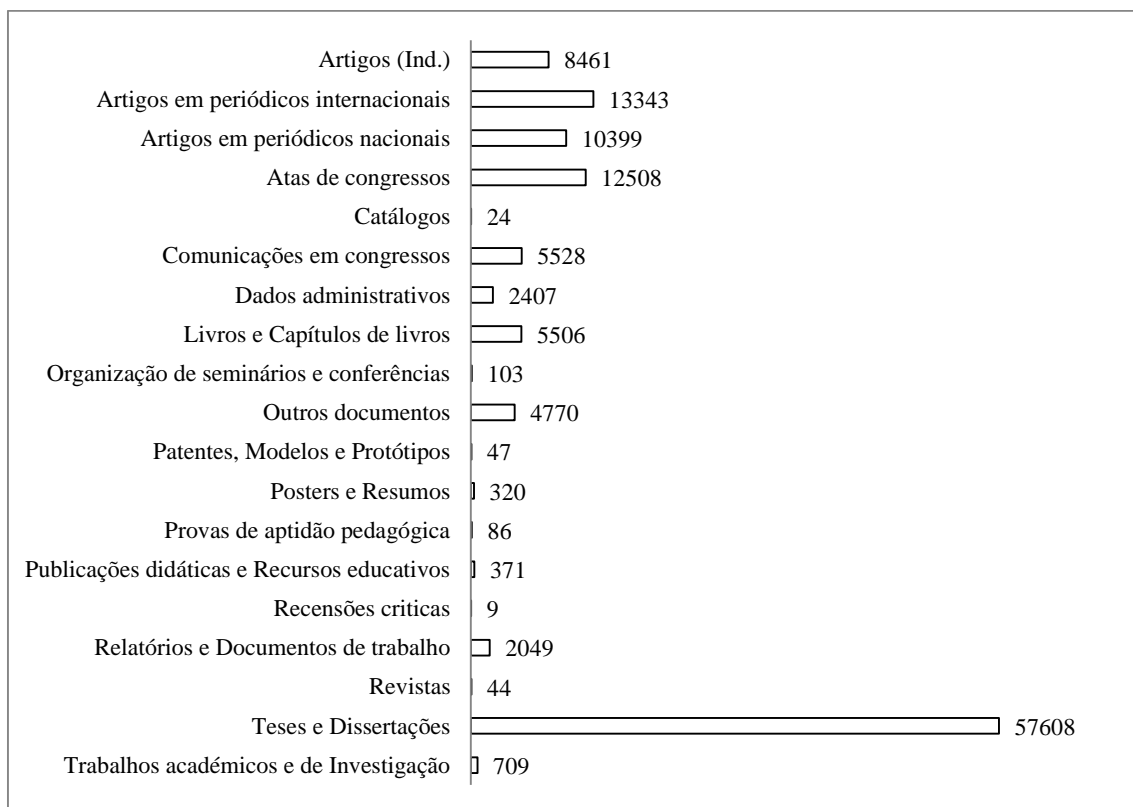 Artigos (Ind.) 8461
Artigos em periódicos internacionais 13343
Artigos em periódicos nacionais 10399
Atas de congressos 12508
Catálogos 24
Comunicações em congressos 5528
Dados administrativos 2407
Livros e Capítulos de livros 5506
Organização de seminários e conferências 103
Outros documentos 4770
Patentes, Modelos e Protótipos 47
Posters e Resumos 320
Provas de aptidão pedagógica 86
Publicações didáticas e Recursos educativos 371
Recensões criticas 9
Relatórios e Documentos de trabalho 2049
Revistas 44
Teses e Dissertações 57608
Trabalhos académicos e de Investigação 709